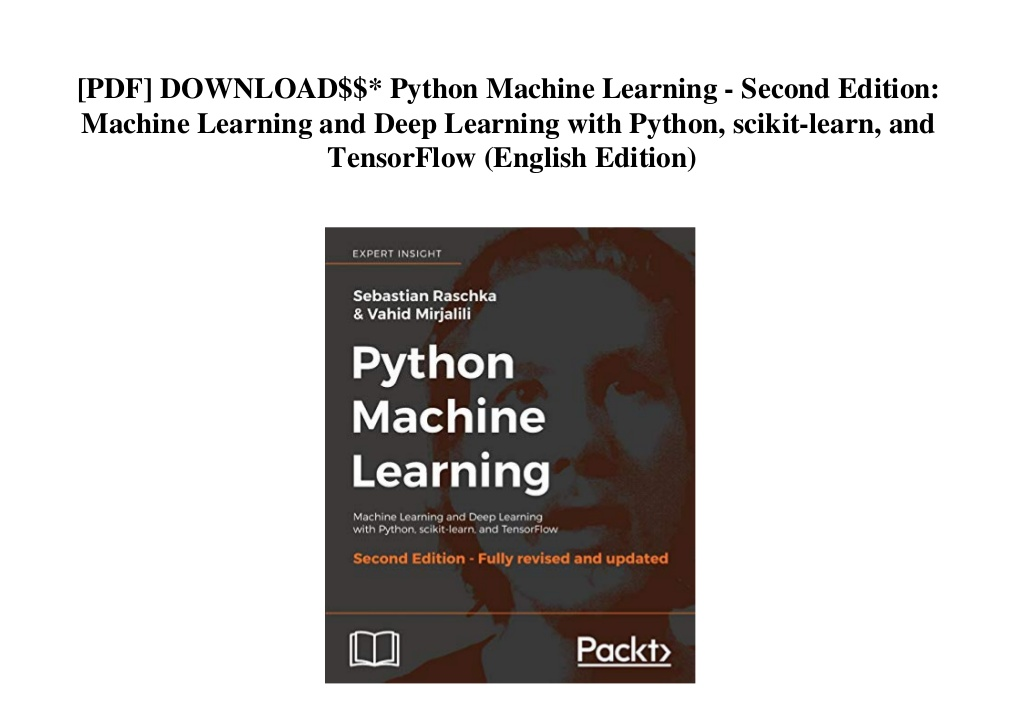 [PDF] DOWNLOAD$$* Python Machine Learning - Second Edition:
Machine Learning and Deep Learning with Python, scikit-learn, and
TensorFlow (English Edition)
EXPERT INSIGHT
Sebastian Raschka
& Vahid Mirjalili
Python
Machine
Learning
Machine Learning and Deep Learning
with Python, scikit-learn, and TensorFlow
Second Edition - Fully revised and updated
Packt>